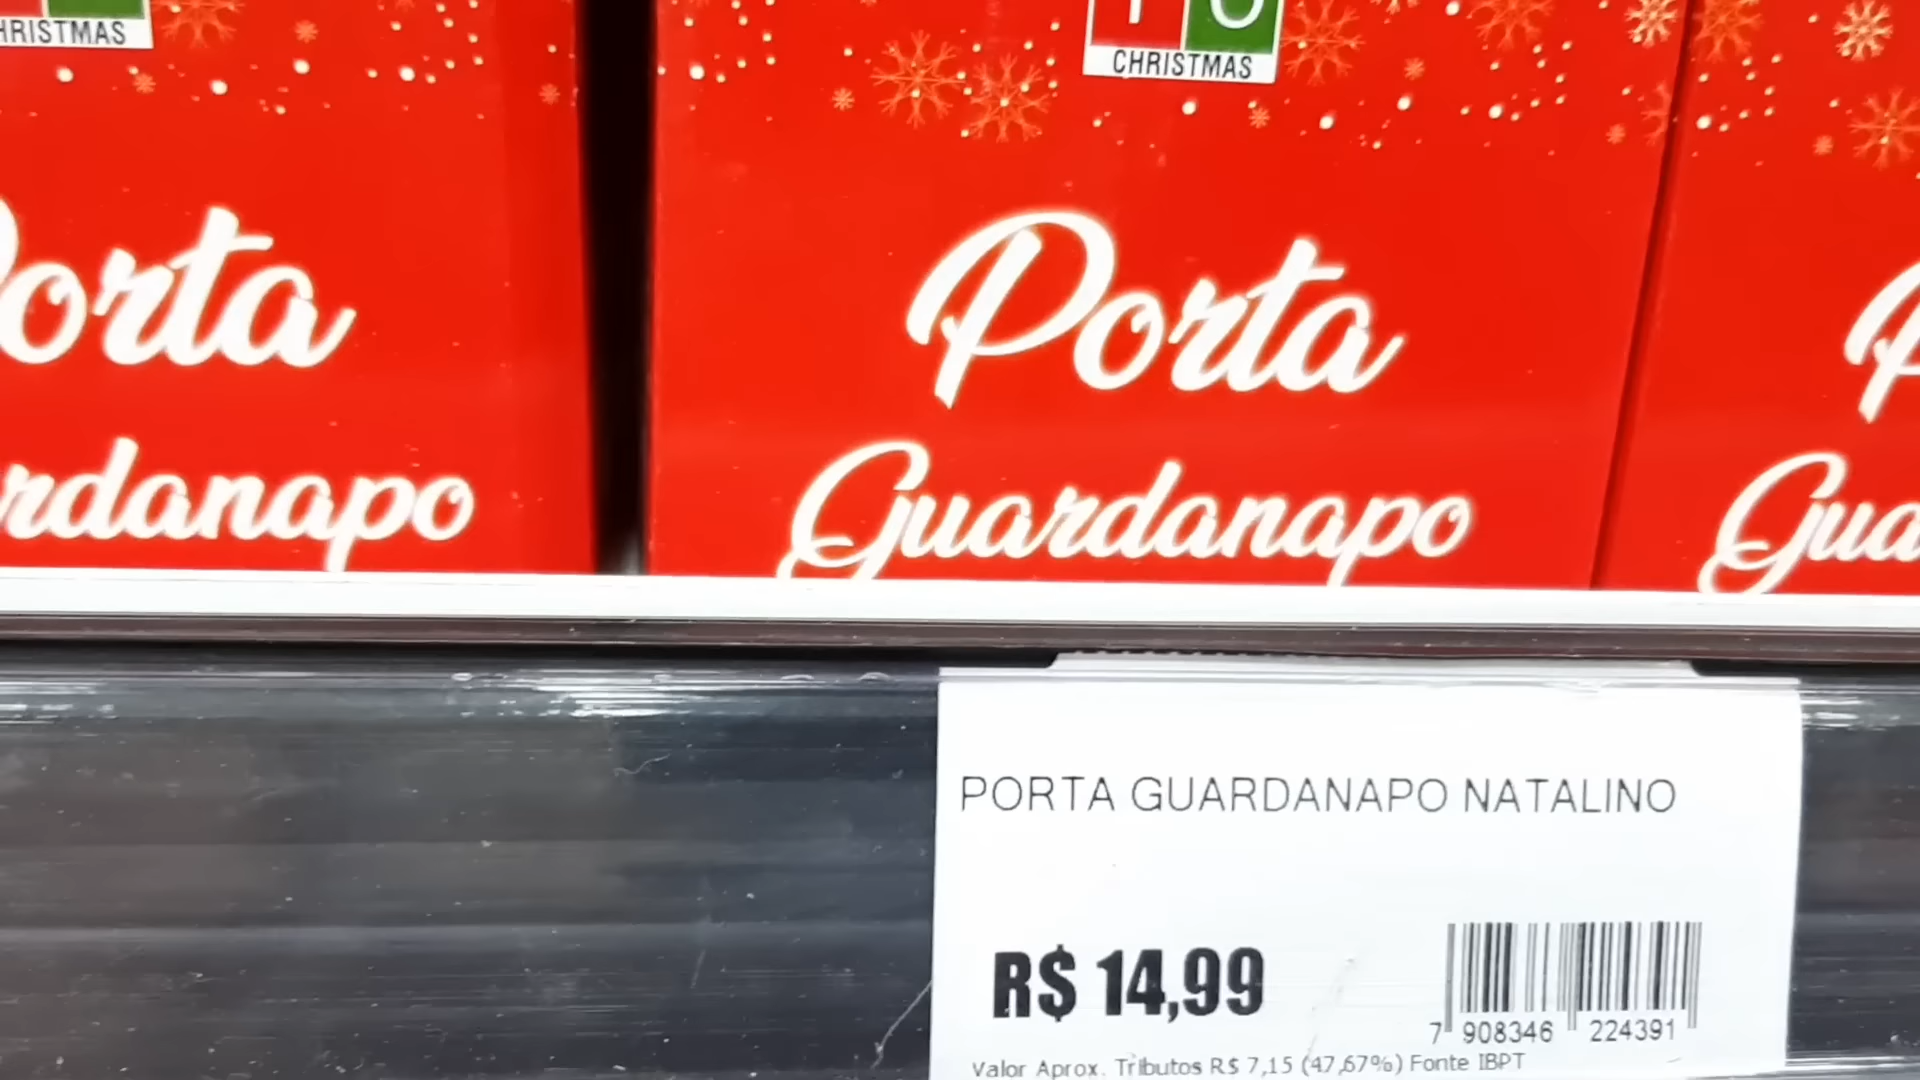 CHRISTMAS
Porta
Guardanapo
CHRISTMAS
Porta
Guardanapo
PORTA GUARDANAPO NATALINO
R$ 14,99
7 908346 224391
Valor Aprox. Tributos R$ 7,15 (47,67%) Fonte IBPT